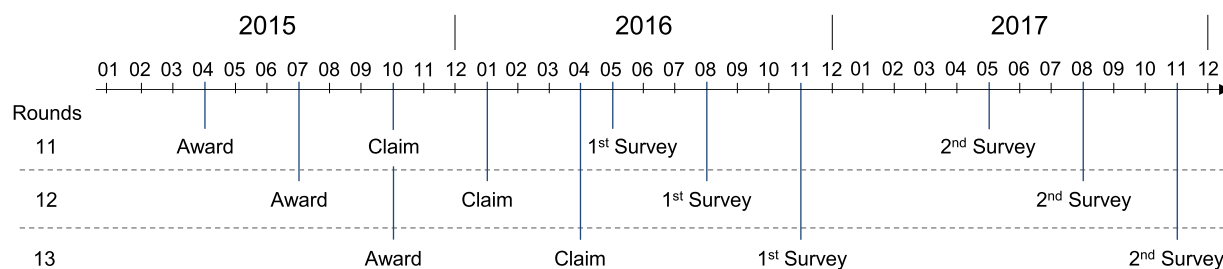 2015 2016 2017
01 02 03 04 05 06 07 08 09 10 11 12 01 02 03 04 05 06 07 08 09 10 11 12 01 02 03 04 05 06 07 08 09 10 11 12
Rounds
11 Award Claim 1st Survey 2nd Survey
12 Award Claim 1st Survey 2nd Survey
13 Award Claim 1st Survey 2nd Survey